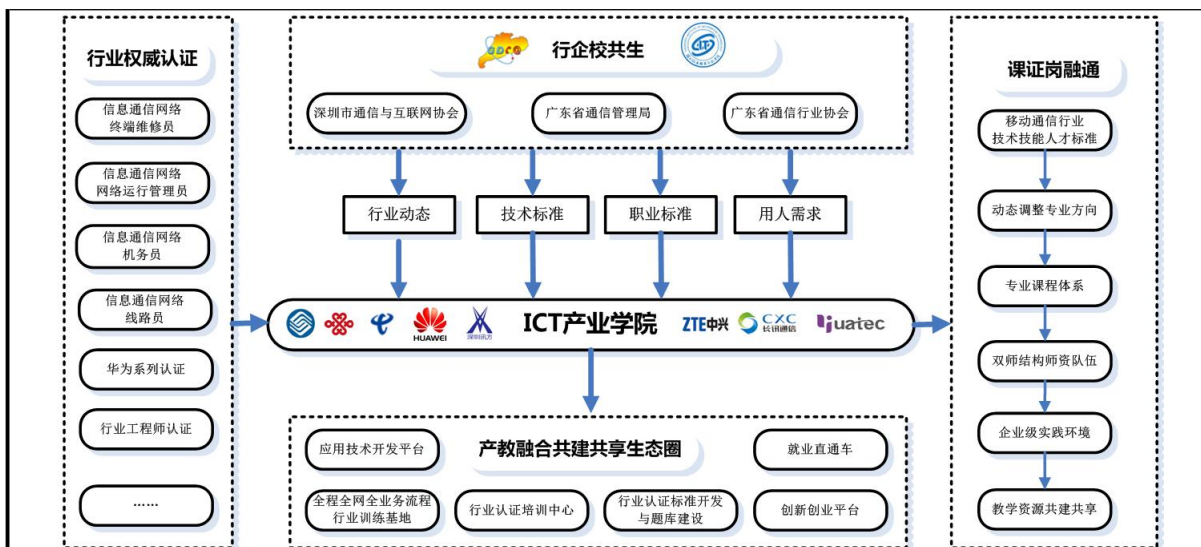 行业权威认证
信息通信网络
终端维修员
信息通信网络
网络运行管理员
信息通信网络
机务员
信息通信网络
线路员
华为系列认证
行业工程师认证
......
GDCA
行企校共生
深圳市通信与互联网协会
广东省通信管理局
广东省通信行业协会
行业动态
技术标准
职业标准
用人需求
HUAWEI
深圳讯方
ICT产业学院
ZTE中兴
CXC
长讯通信
iuatec
产教融合共建共享生态圈
应用技术开发平台
就业直通车
全程全网全业务流程
行业训练基地
行业认证培训中心
行业认证标准开发
与题库建设
创新创业平台
课证岗融通
移动通信行业
技术技能人才标准
动态调整专业方向
专业课程体系
双师结构师资队伍
企业级实践环境
教学资源共建共享